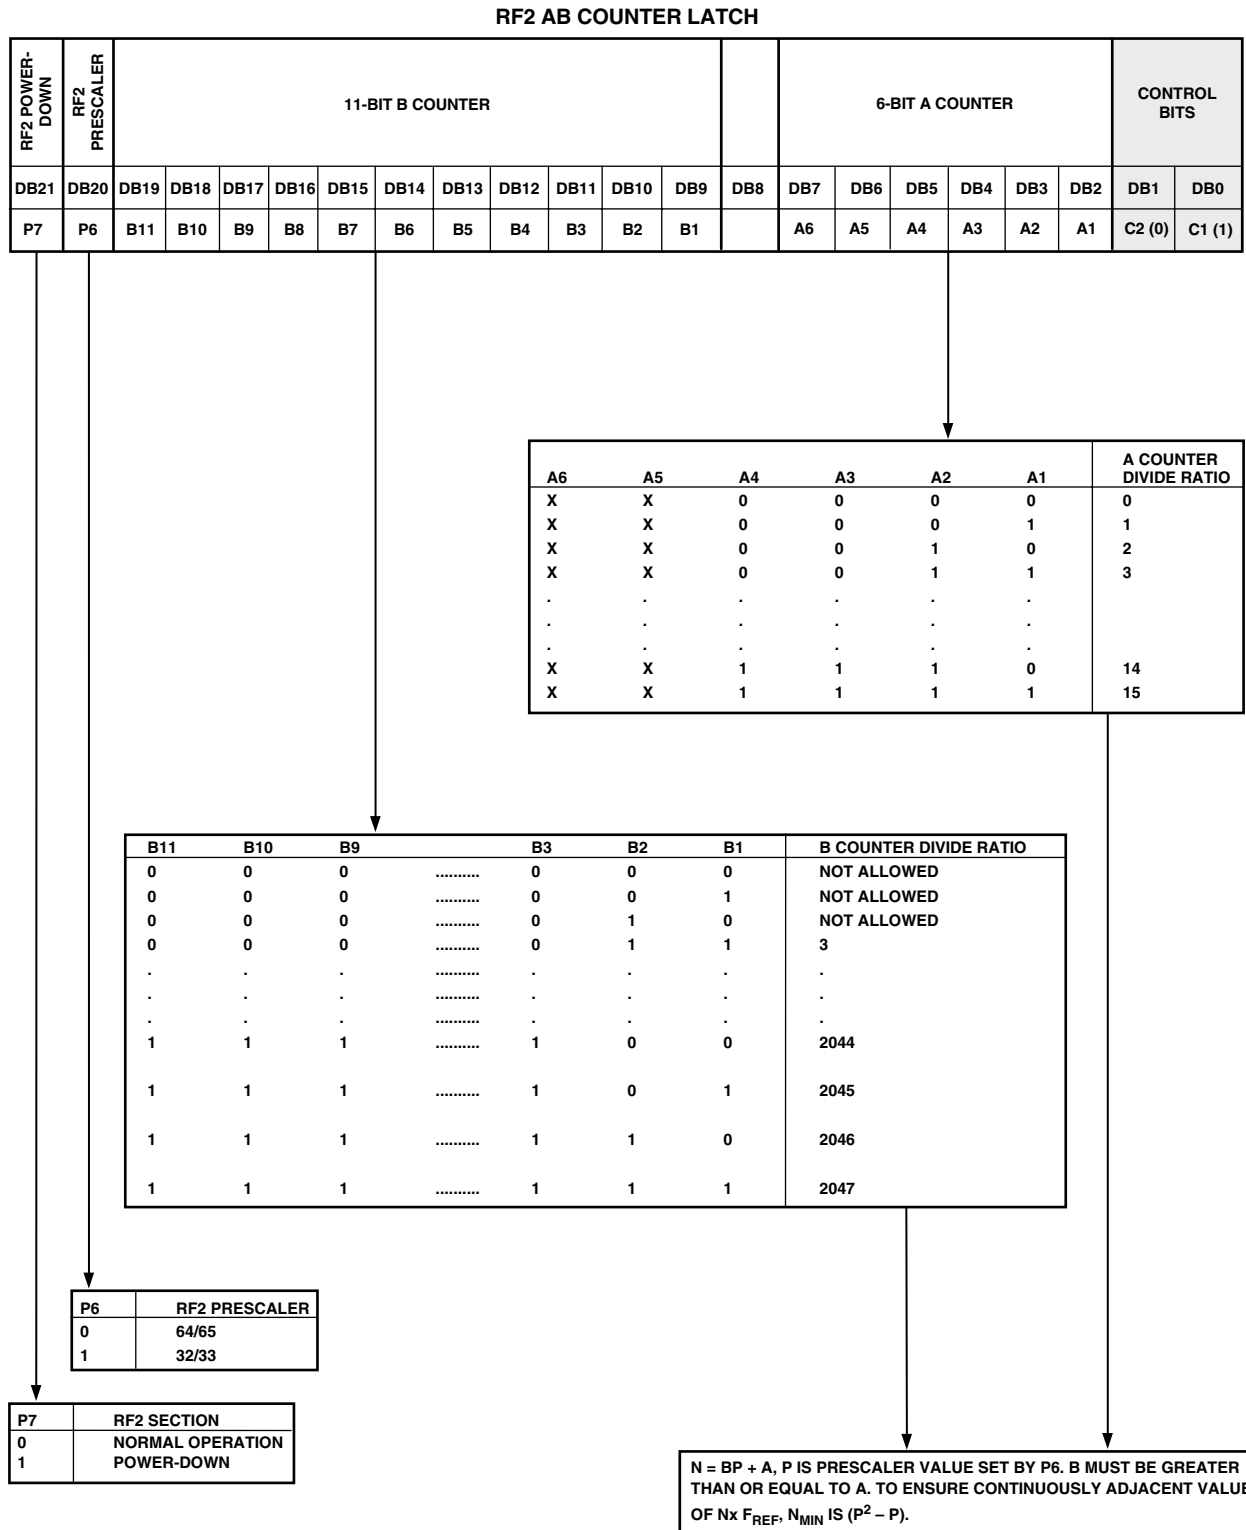 RF2 AB COUNTER LATCH
RF2 POWER-DOWN
RF2 PRESCALER
11-BIT B COUNTER
6-BIT A COUNTER
CONTROL BITS
DB21 DB20 DB19 DB18 DB17 DB16 DB15 DB14 DB13 DB12 DB11 DB10 DB9 DB8 DB7 DB6 DB5 DB4 DB3 DB2 DB1 DB0
P7 P6 B11 B10 B9 B8 B7 B6 B5 B4 B3 B2 B1 A6 A5 A4 A3 A2 A1 C2 (0) C1 (1)
A6 A5 A4 A3 A2 A1 A COUNTER DIVIDE RATIO
X X 0 0 0 0 0
X X 0 0 0 1 1
X X 0 0 1 0 2
X X 0 0 1 1 3
. . . . . .
. . . . . .
. . . . . .
X X 1 1 1 0 14
X X 1 1 1 1 15
B11 B10 B9 B3 B2 B1 B COUNTER DIVIDE RATIO
0 0 0 .......... 0 0 0 NOT ALLOWED
0 0 0 .......... 0 0 1 NOT ALLOWED
0 0 0 .......... 0 1 0 NOT ALLOWED
0 0 0 .......... 0 1 1 3
. . . .......... . . . .
. . . .......... . . . .
. . . .......... . . . .
1 1 1 .......... 1 0 0 2044
1 1 1 .......... 1 0 1 2045
1 1 1 .......... 1 1 0 2046
1 1 1 .......... 1 1 1 2047
P6 RF2 PRESCALER
0 64/65
1 32/33
P7 RF2 SECTION
0 NORMAL OPERATION
1 POWER-DOWN
N = BP + A, P IS PRESCALER VALUE SET BY P6. B MUST BE GREATER
THAN OR EQUAL TO A. TO ENSURE CONTINUOUSLY ADJACENT VALUE
OF Nx F_REF, N_MIN IS (P² – P).